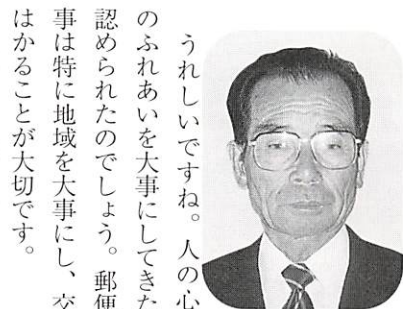 うれしいですね。人の心
のふれあいを大事にしてきた
認められたのでしょう。郵便
事は特に地域を大事にし、交
はかることが大切です。